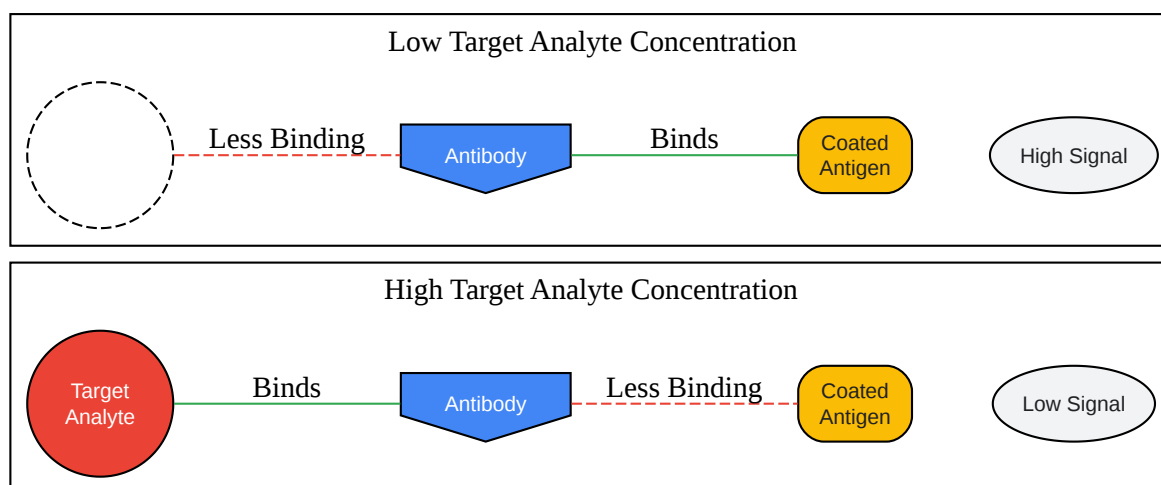 Low Target Analyte Concentration
Less Binding
Antibody
Binds
Coated
Antigen
High Signal
High Target Analyte Concentration
Target
Analyte
Binds
Antibody
Less Binding
Coated
Antigen
Low Signal